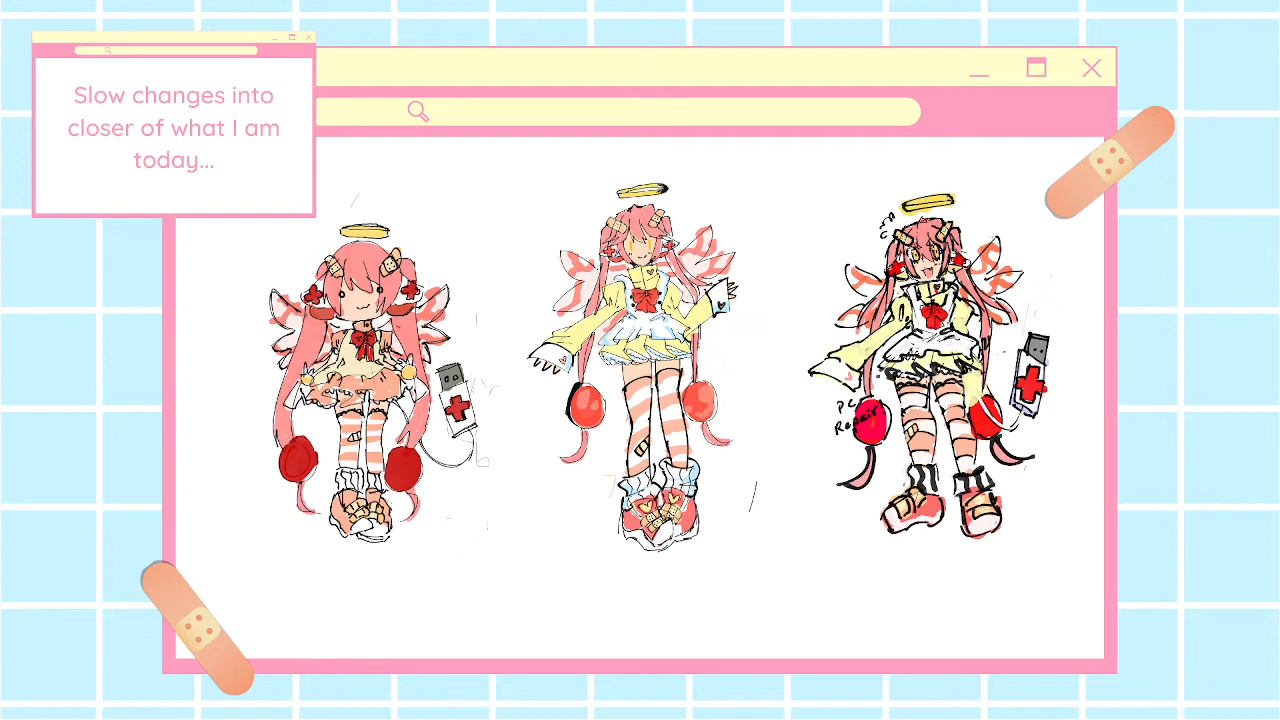 Slow changes into
closer of what I am
today...
PC
Repair